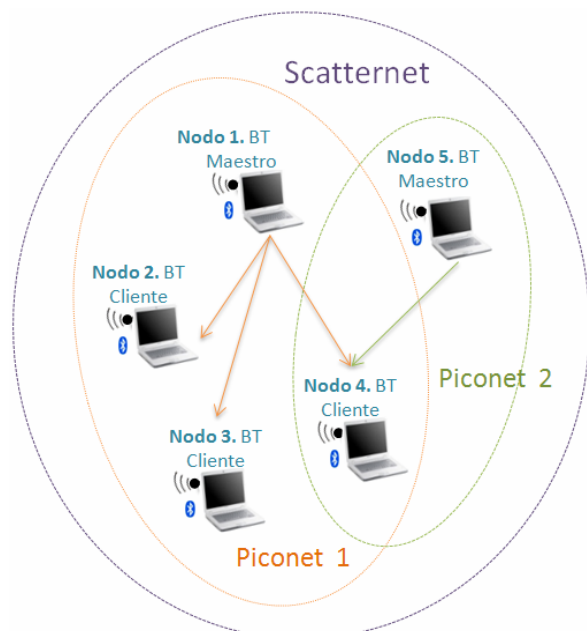 Scatternet
Nodo 1. BT
Maestro
Nodo 5. BT
Maestro
Nodo 2. BT
Cliente
Piconet 2
Nodo 4. BT
Cliente
Nodo 3. BT
Cliente
Piconet 1